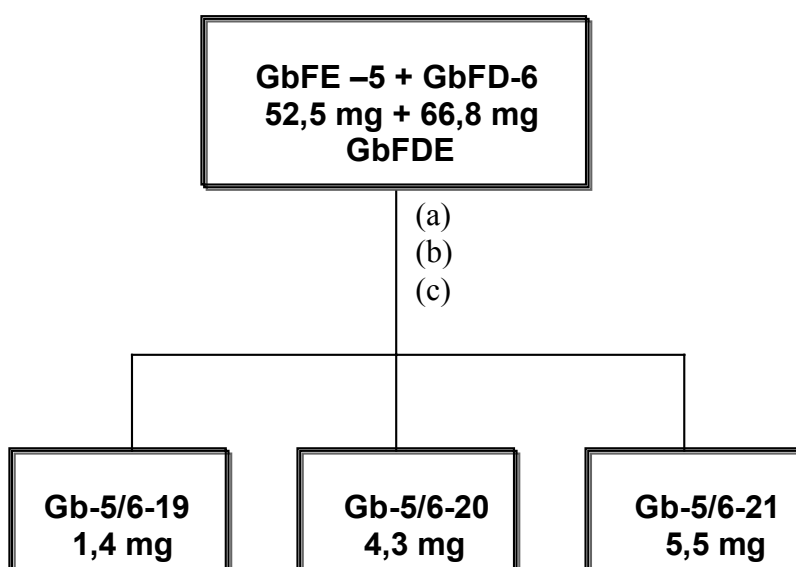 GbFE –5 + GbFD-6
52,5 mg + 66,8 mg
GbFDE
(a)
(b)
(c)
Gb-5/6-19
1,4 mg
Gb-5/6-20
4,3 mg
Gb-5/6-21
5,5 mg